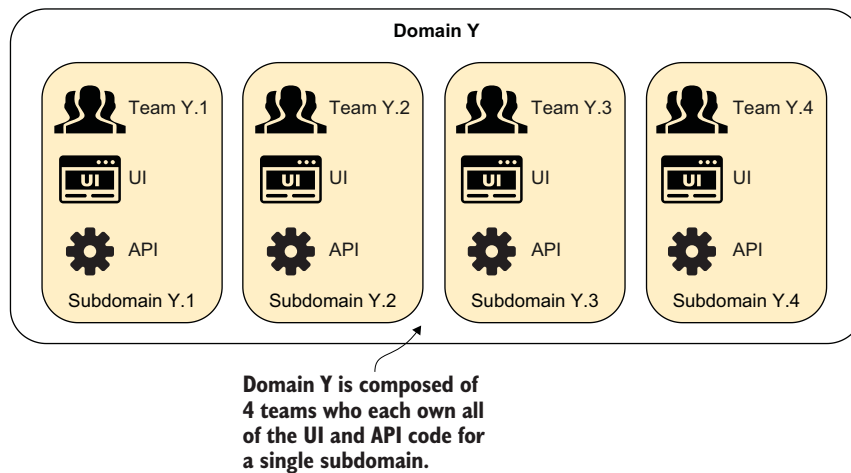 Domain Y
Team Y.1
Team Y.2
Team Y.3
Team Y.4
UI UI
UI UI
UI UI
UI UI
API
API
API
API
Subdomain Y.1
Subdomain Y.2
Subdomain Y.3
Subdomain Y.4
Domain Y is composed of
4 teams who each own all
of the UI and API code for
a single subdomain.